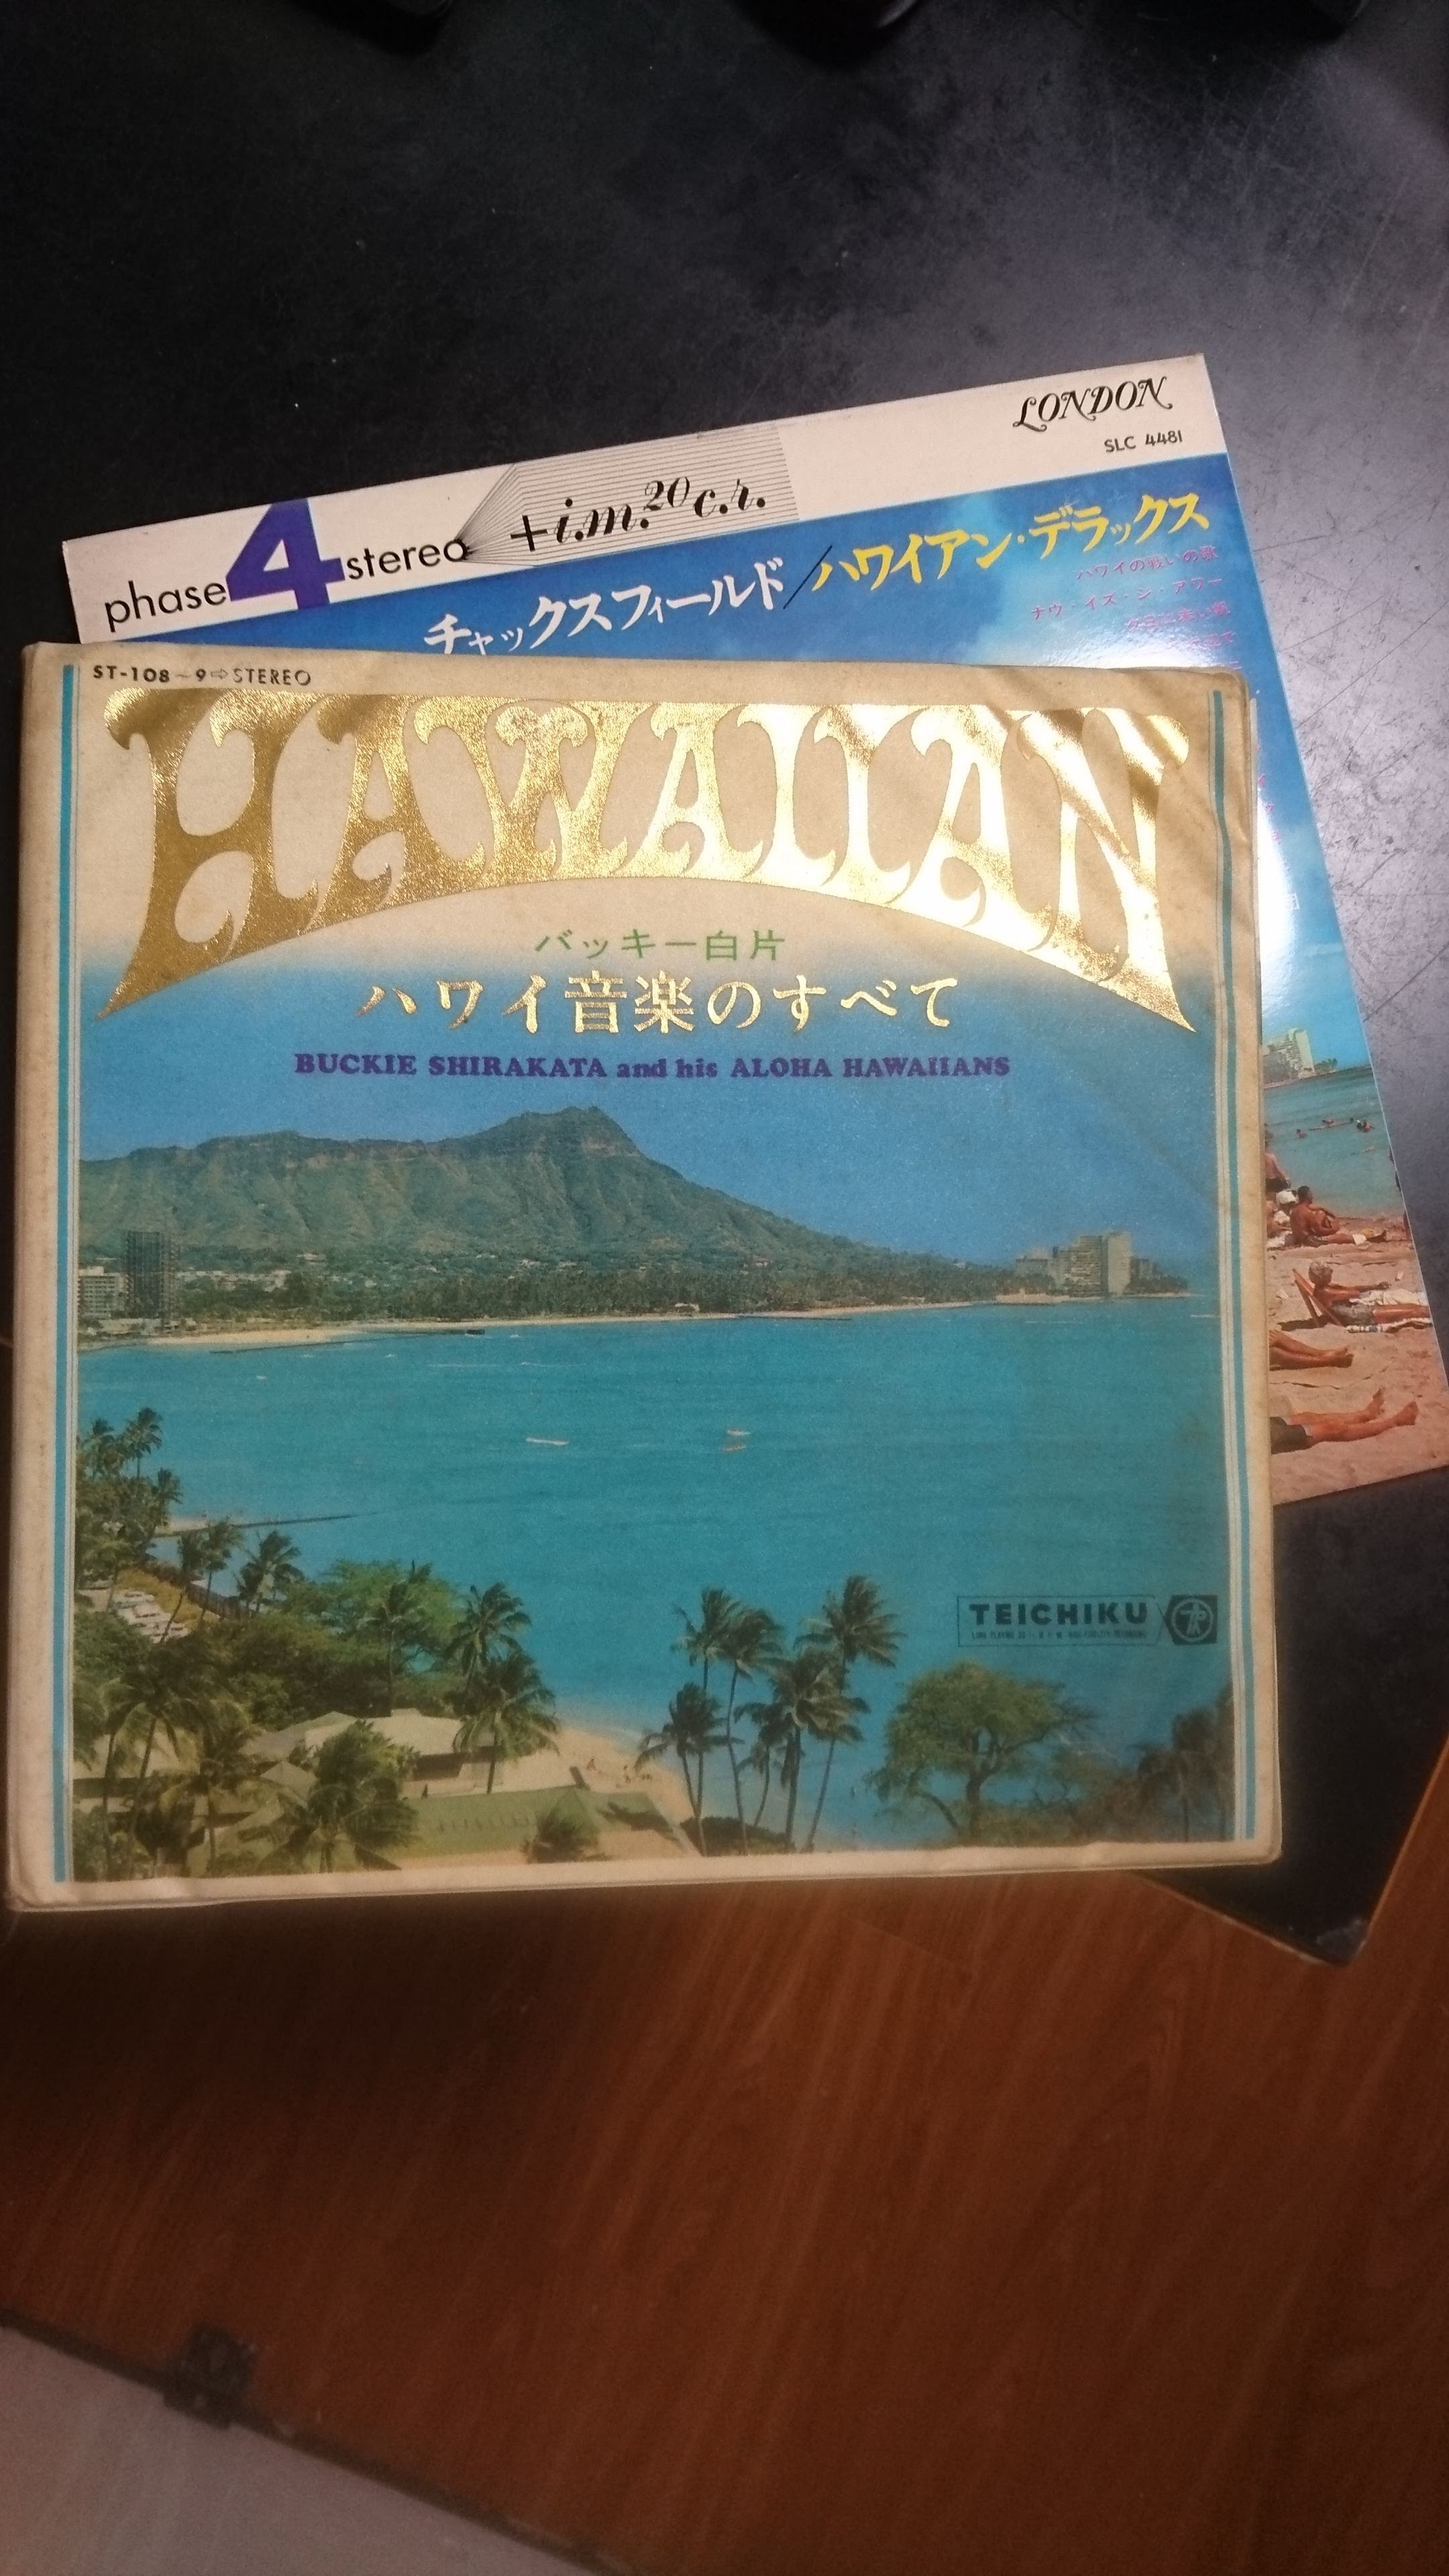 LONDON
SLC 4481
phase 4 stereo
+i.m.20c.r.
チャックスフィールド/ハワイアン・デラックス
ハワイの戦いの歌
ナウ・イズ・ジ・アワー
ST-108~9⇨STEREO
HAWAIIAN
バッキー白片
ハワイ音楽のすべて
BUCKIE SHIRAKATA and his ALOHA HAWAIIANS
TEICHIKU